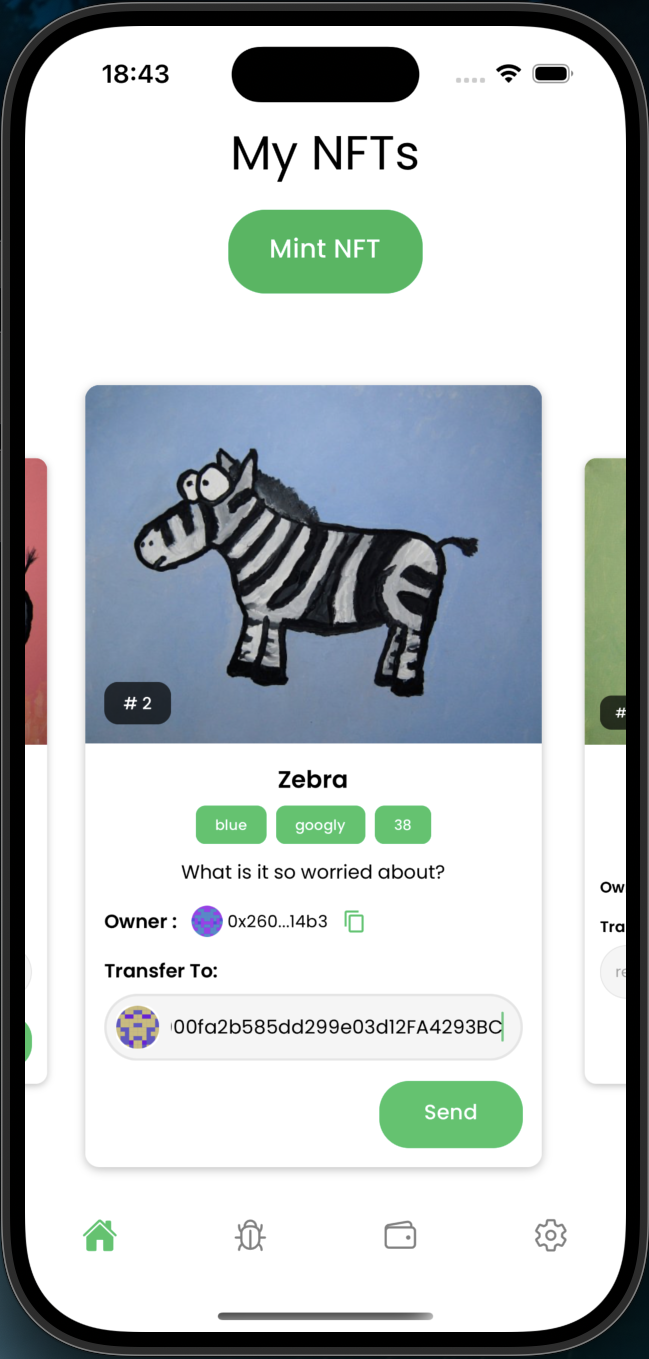 18:43
My NFTs
Mint NFT
# 2
#
Zebra
blue googly 38
What is it so worried about?
Owner : 0x260...14b3
Ow
Transfer To:
Tra
00fa2b585dd299e03d12FA4293BC
re
Send